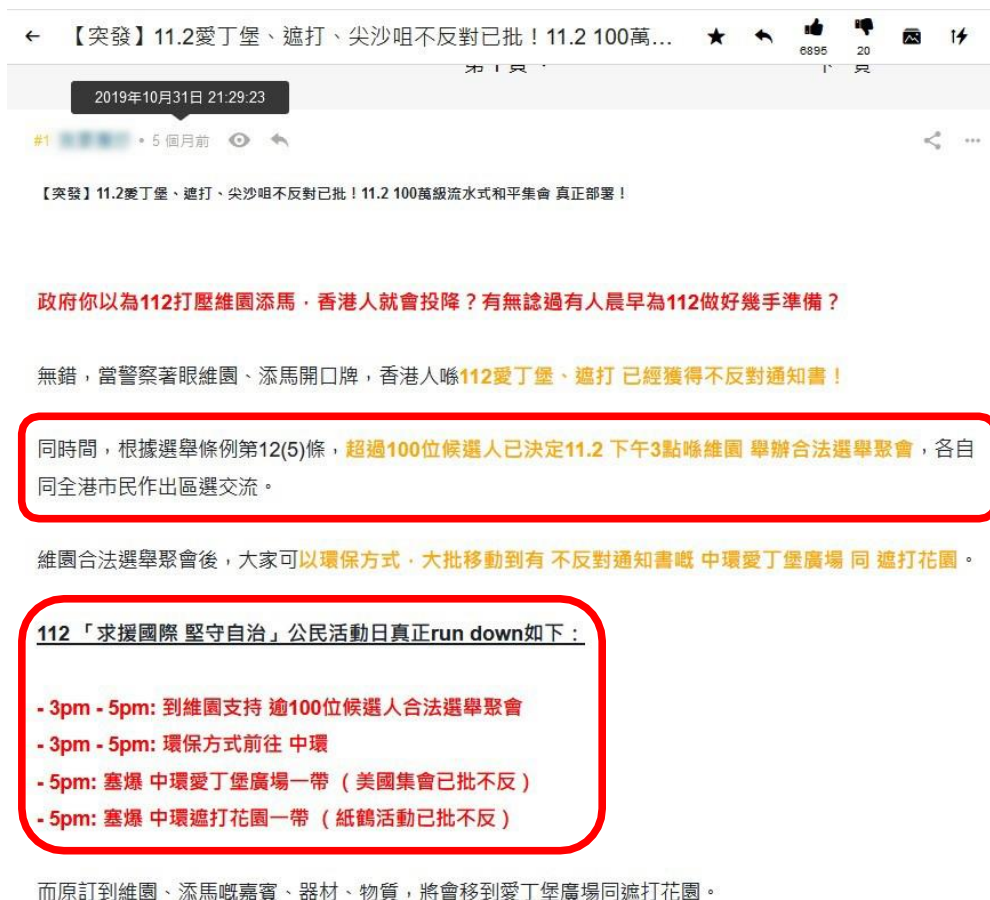 【突發】11.2愛丁堡、遮打、尖沙咀不反對已批！11.2 100萬...
6895
20
第 1 頁
下 頁
2019年10月31日 21:29:23
#1
• 5 個月前
【突發】11.2愛丁堡、遮打、尖沙咀不反對已批！11.2 100萬級流水式和平集會 真正部署！
政府你以為112打壓維園添馬，香港人就會投降？有無諗過有人晨早為112做好幾手準備？
無錯，當警察著眼維園、添馬開口牌，香港人喺112愛丁堡、遮打 已經獲得不反對通知書！
同時間，根據選舉條例第12(5)條，超過100位候選人已決定11.2 下午3點喺維園 舉辦合法選舉聚會，各自
同全港市民作出區選交流。
維園合法選舉聚會後，大家可以環保方式，大批移動到有 不反對通知書嘅 中環愛丁堡廣場 同 遮打花園。
112 「求援國際 堅守自治」公民活動日真正run down如下：
- 3pm - 5pm: 到維園支持 逾100位候選人合法選舉聚會
- 3pm - 5pm: 環保方式前往 中環
- 5pm: 塞爆 中環愛丁堡廣場一帶 （美國集會已批不反）
- 5pm: 塞爆 中環遮打花園一帶 （紙鶴活動已批不反）
而原訂到維園、添馬嘅嘉賓、器材、物質，將會移到愛丁堡廣場同遮打花園。